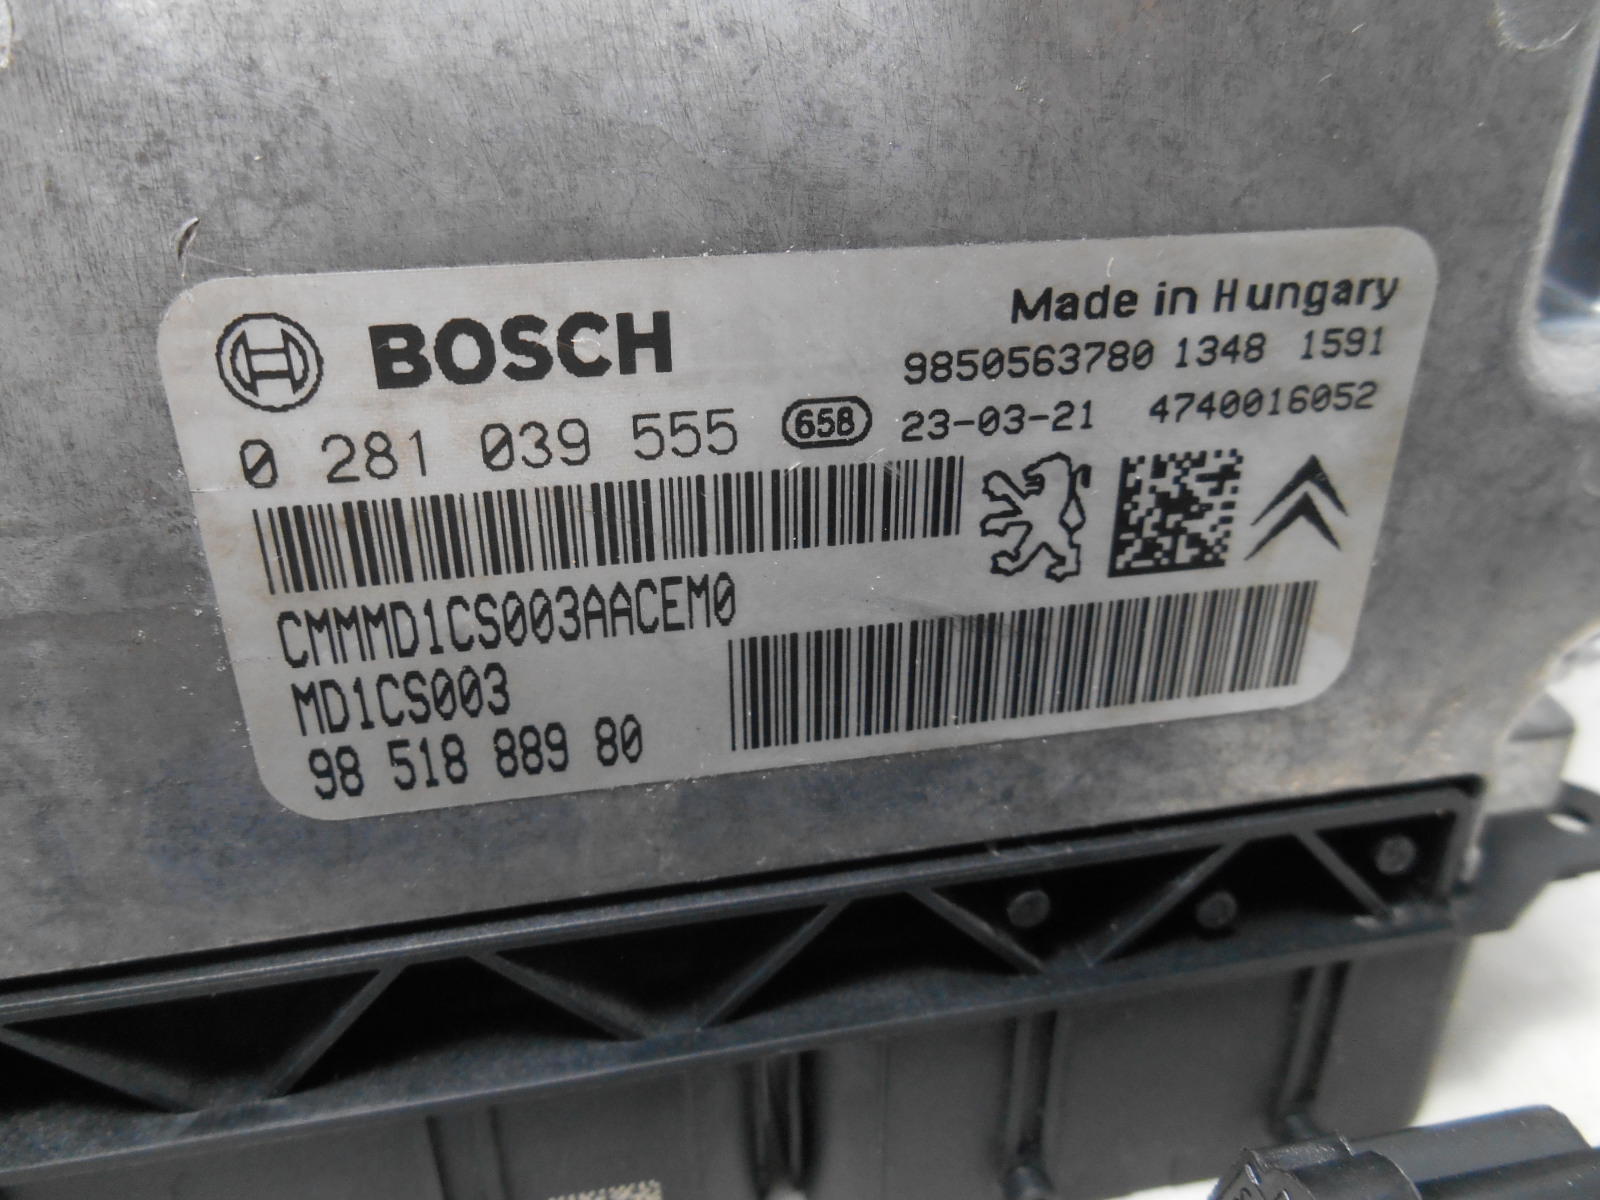 BOSCH
Made in Hungary
9850563780 1348 1591
0 281 039 555 658 23-03-21 4740016052
CMMMD1CS003AACEM0
MD1CS003
98 518 889 80